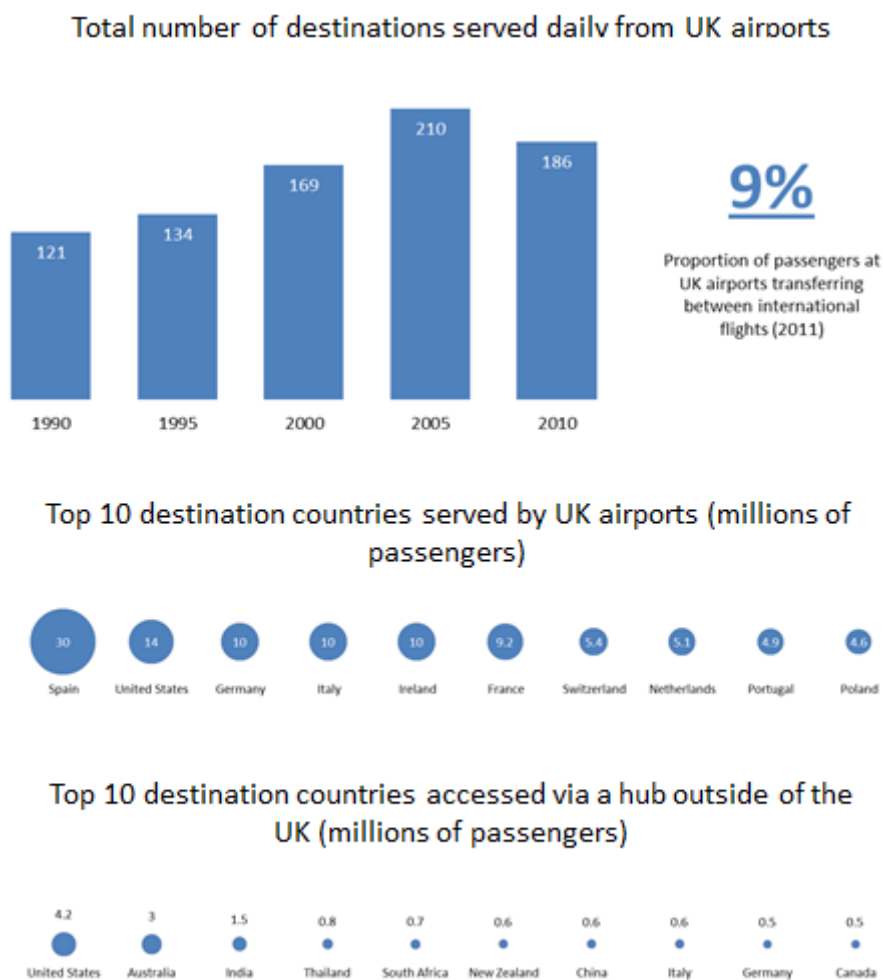 Total number of destinations served daily from UK airports
210
186
169
134
121
9%
Proportion of passengers at
UK airports transferring
between international
flights (2011)
1990 1995 2000 2005 2010
Top 10 destination countries served by UK airports (millions of
passengers)
30 14 10 10 10 9.2 5.4 5.1 4.9 4.6
Spain United States Germany Italy Ireland France Switzerland Netherlands Portugal Poland
Top 10 destination countries accessed via a hub outside of the
UK (millions of passengers)
4.2 3 1.5 0.8 0.7 0.6 0.6 0.6 0.5 0.5
United States Australia India Thailand South Africa New Zealand China Italy Germany Canada